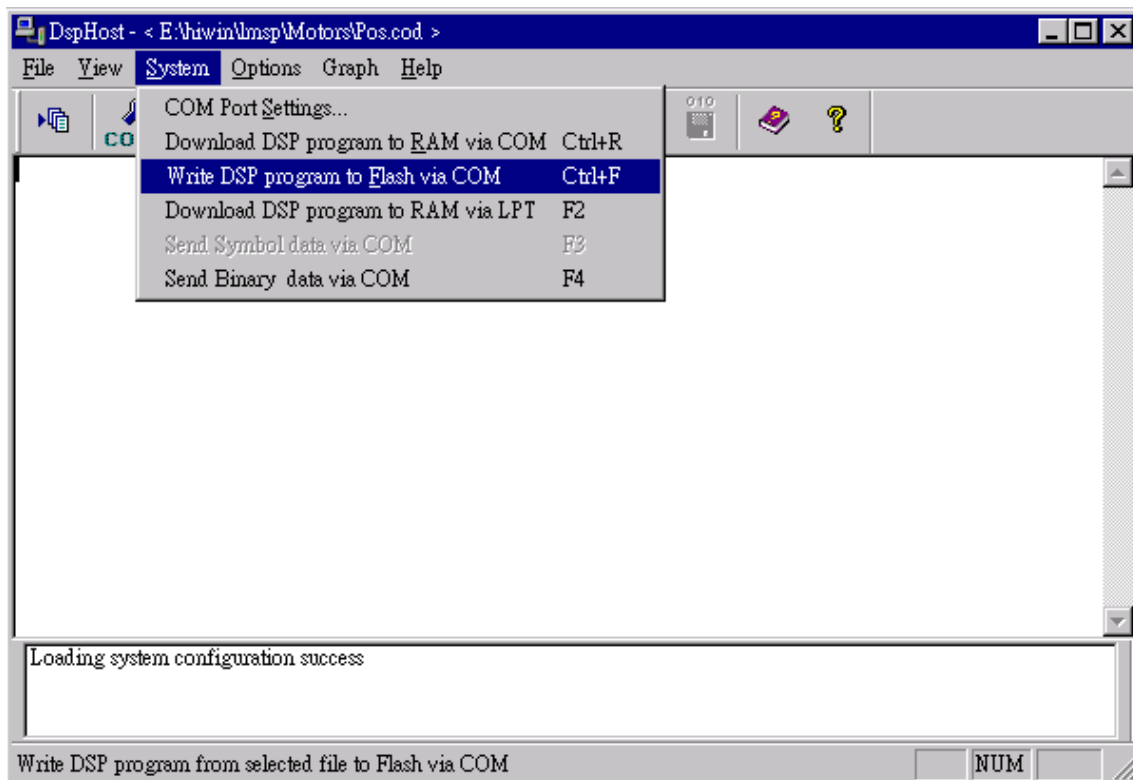 DspHost - < E:\hiwin\lmsp\Motors\Pos.cod >
File View System Options Graph Help
CO
010
COM Port Settings...
Download DSP program to RAM via COM Ctrl+R
Write DSP program to Flash via COM Ctrl+F
Download DSP program to RAM via LPT F2
Send Symbol data via COM F3
Send Binary data via COM F4
Loading system configuration success
Write DSP program from selected file to Flash via COM NUM